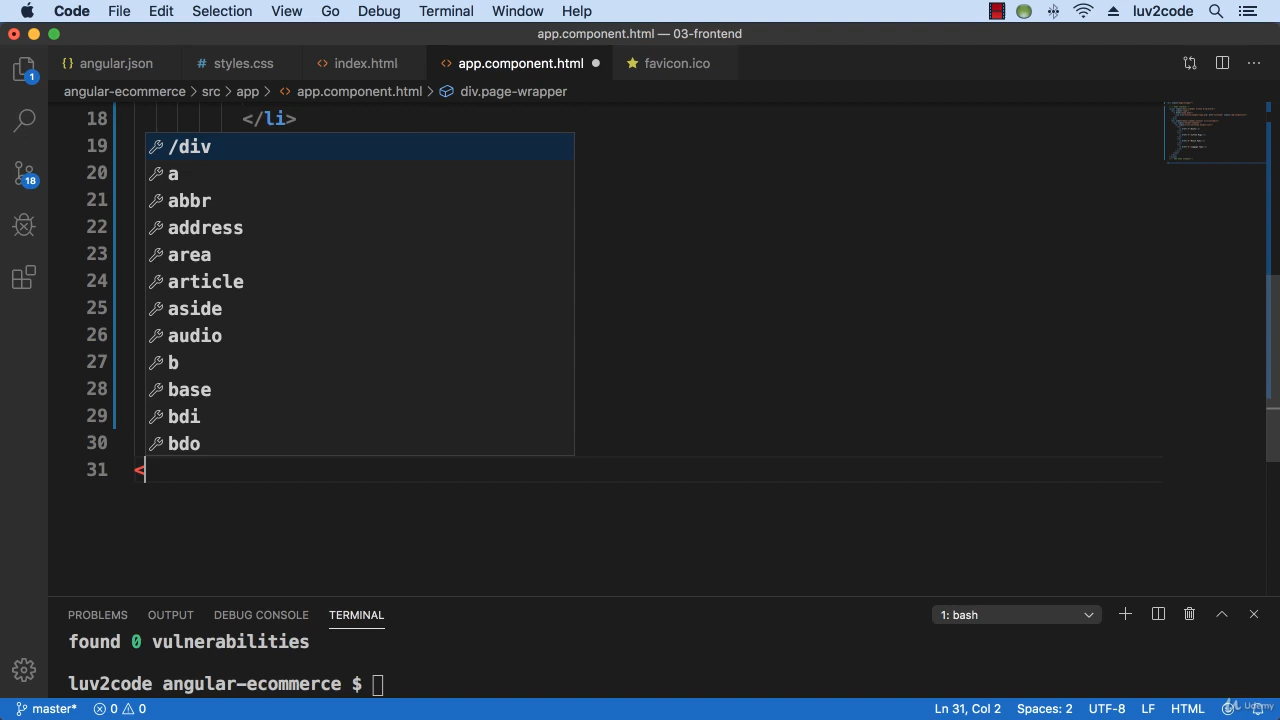 Code File Edit Selection View Go Debug Terminal Window Help luv2code
app.component.html — 03-frontend
{} angular.json # styles.css <> index.html <> app.component.html favicon.ico
angular-ecommerce > src > app > <> app.component.html > div.page-wrapper
1
18
18 </li>
19 /div
20 a
21 abbr
22 address
23 area
24 article
25 aside
26 audio
27 b
28 base
29 bdi
30 bdo
31 <
PROBLEMS OUTPUT DEBUG CONSOLE TERMINAL 1: bash
found 0 vulnerabilities
luv2code angular-ecommerce $
master* 0 0 Ln 31, Col 2 Spaces: 2 UTF-8 LF HTML
Udemy